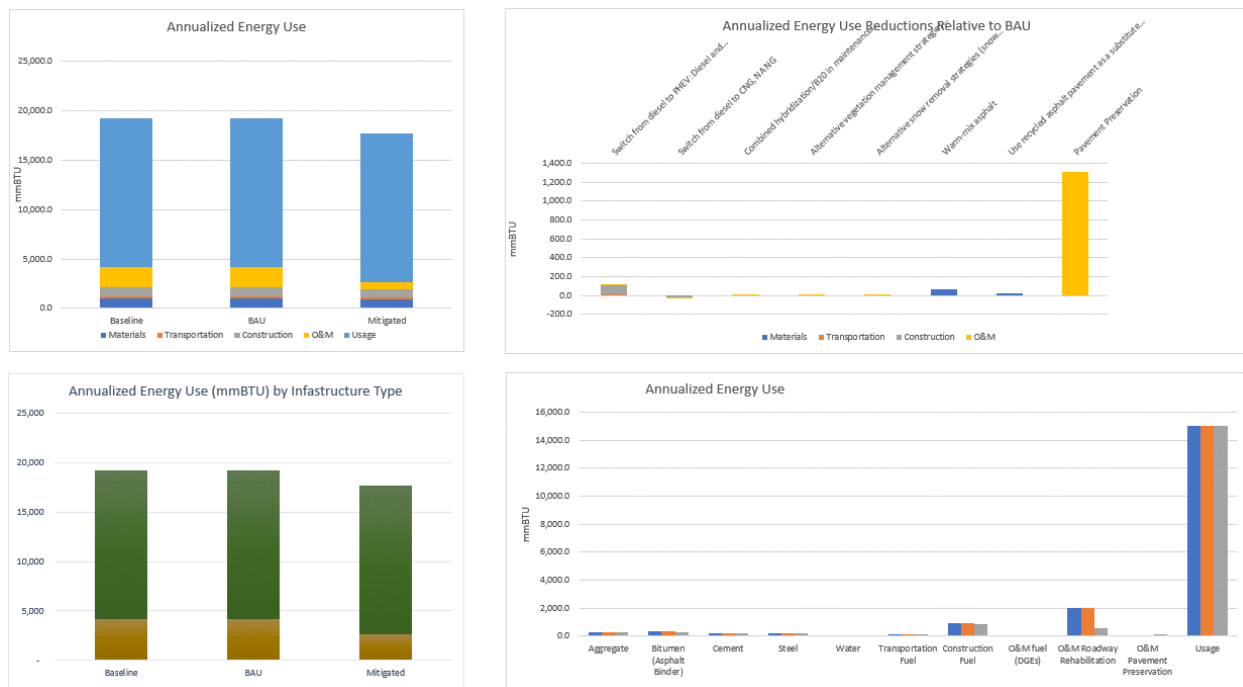 Annualized Energy Use
25,000.0
20,000.0
15,000.0
10,000.0
5,000.0
0.0
mmBTU
Baseline BAU Mitigated
Materials Transportation Construction O&M Usage
Annualized Energy Use Reductions Relative to BAU
Switch from diesel to PHEV: Diesel and...
Switch from diesel to CNG, NANG
Combined hybridization/B20 in maintenance...
Alternative vegetation management strategies...
Alternative snow removal strategies (snow...
Warm-mix asphalt
Use recycled asphalt pavement as a substitute...
Pavement Preservation
1,400.0
1,200.0
1,000.0
800.0
600.0
400.0
200.0
0.0
-200.0
mmBTU
Materials Transportation Construction O&M
Annualized Energy Use (mmBTU) by Infastructure Type
25,000
20,000
15,000
10,000
5,000
-
Baseline BAU Mitigated
Annualized Energy Use
16,000.0
14,000.0
12,000.0
10,000.0
8,000.0
6,000.0
4,000.0
2,000.0
0.0
mmBTU
Aggregate Bitumen Cement Steel Water Transportation Construction O&M fuel O&M Roadway O&M Usage
(Asphalt Fuel Fuel (DGEs) Rehabilitation Pavement
Binder) Preservation